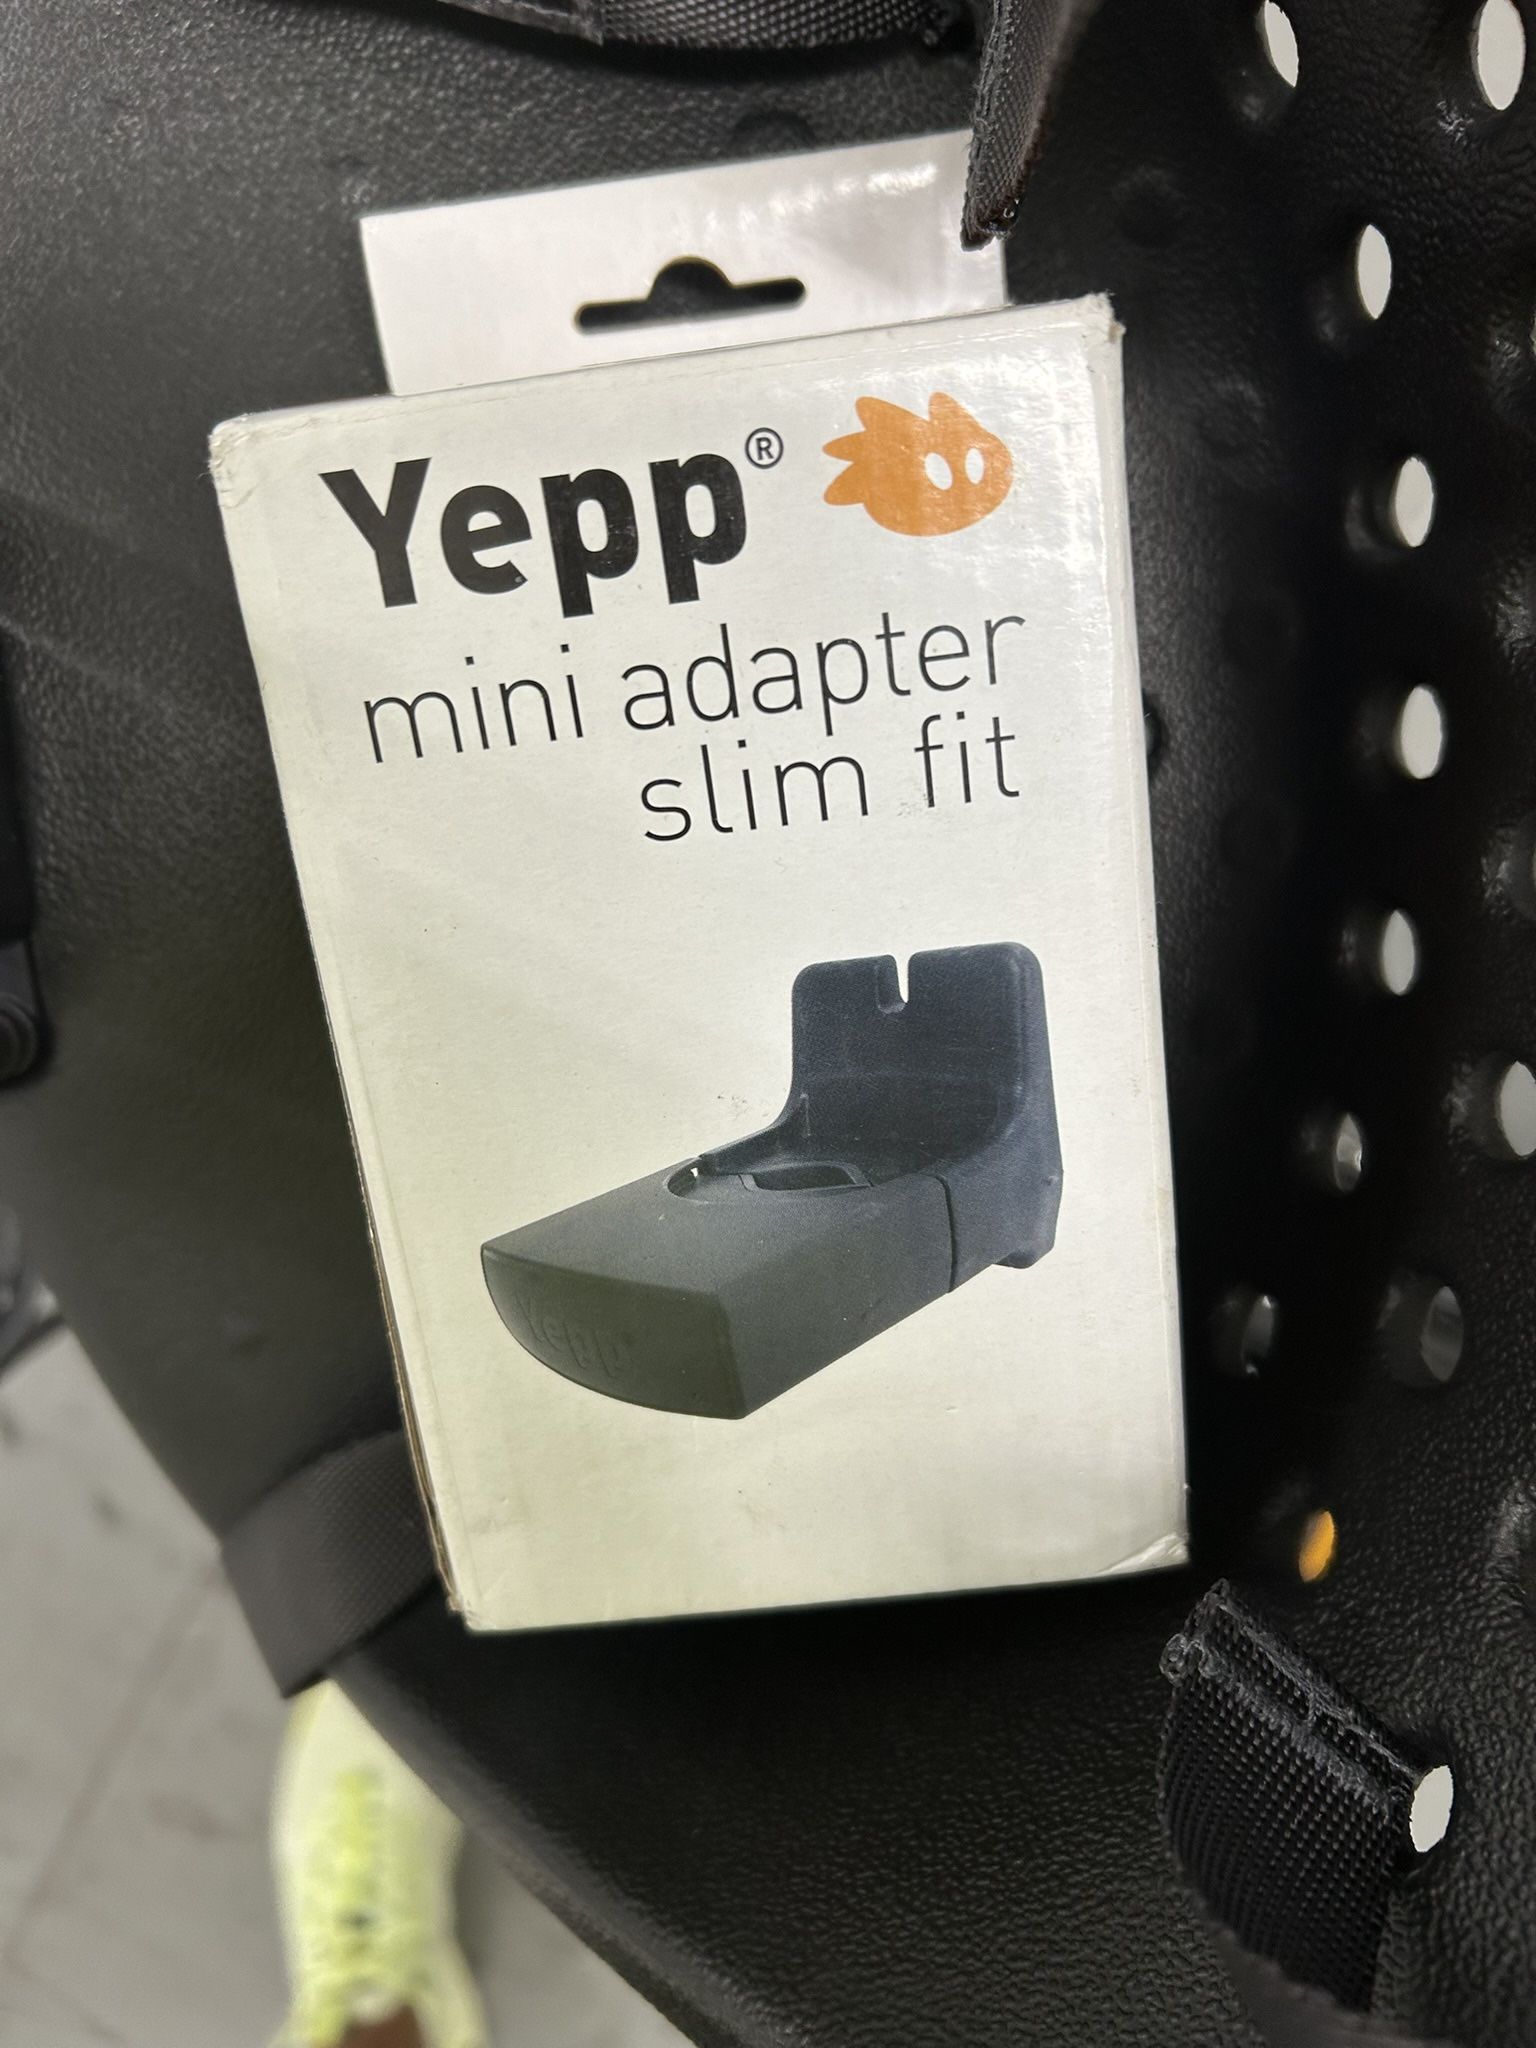 Yepp®
mini adapter
slim fit
Yepp